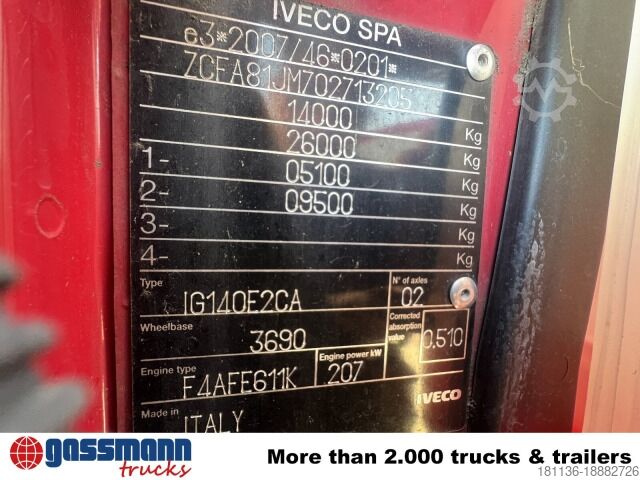 IVECO SPA
e3*2007/46*0201*
ZCFA81JM702713205
14000 Kg
26000 Kg
1- 05100 Kg
2- 09500 Kg
3- Kg
4- Kg
Type IG140E2CA N° of axles 02
Wheelbase 3690 Corrected absorption value 0.510
Engine type F4AFE611K Engine power kW 207
Made in ITALY IVECO
gassmann trucks
More than 2.000 trucks & trailers
181136-18882726